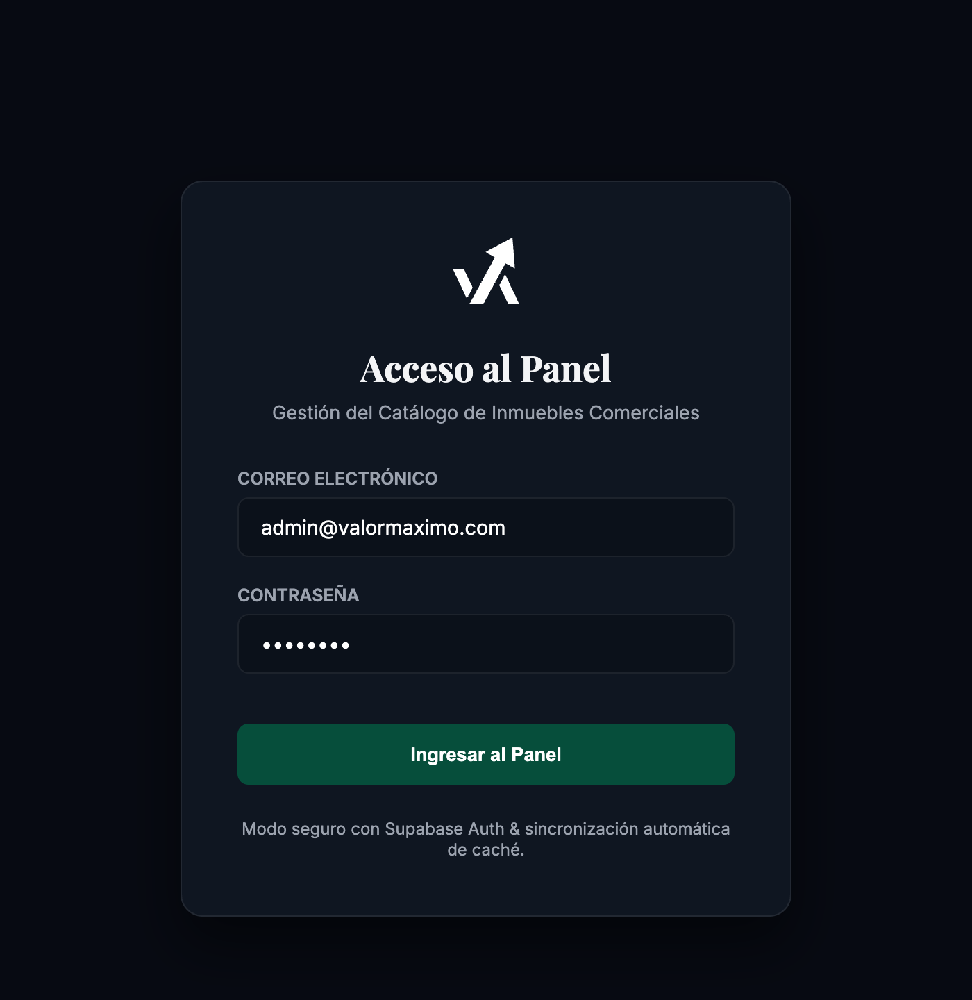 Acceso al Panel
Gestión del Catálogo de Inmuebles Comerciales
CORREO ELECTRÓNICO
admin@valormaximo.com
CONTRASEÑA
••••••••
Ingresar al Panel
Modo seguro con Supabase Auth & sincronización automática
de caché.